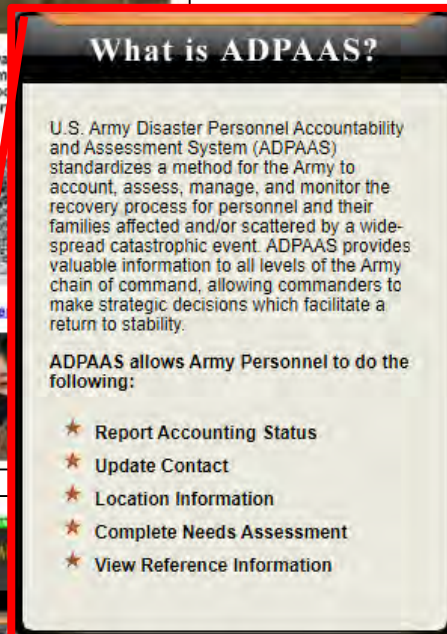 What is ADPAAS?
U.S. Army Disaster Personnel Accountability
and Assessment System (ADPAAS)
standardizes a method for the Army to
account, assess, manage, and monitor the
recovery process for personnel and their
families affected and/or scattered by a wide-
spread catastrophic event. ADPAAS provides
valuable information to all levels of the Army
chain of command, allowing commanders to
make strategic decisions which facilitate a
return to stability.
ADPAAS allows Army Personnel to do the
following:
Report Accounting Status
Update Contact
Location Information
Complete Needs Assessment
View Reference Information